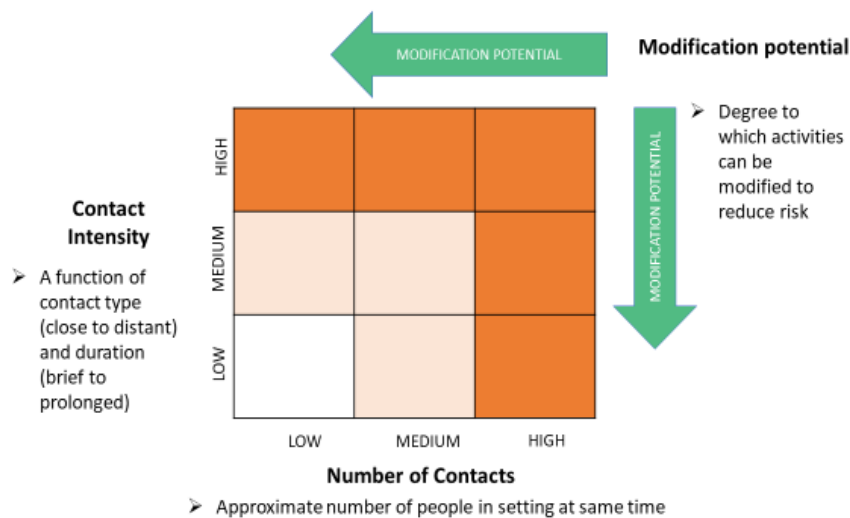 MODIFICATION POTENTIAL
Modification potential
➢ Degree to
which activities
can be
modified to
reduce risk
MODIFICATION POTENTIAL
Contact
Intensity
➢ A function of
contact type
(close to distant)
and duration
(brief to
prolonged)
HIGH
MEDIUM
LOW
LOW MEDIUM HIGH
Number of Contacts
➢ Approximate number of people in setting at same time